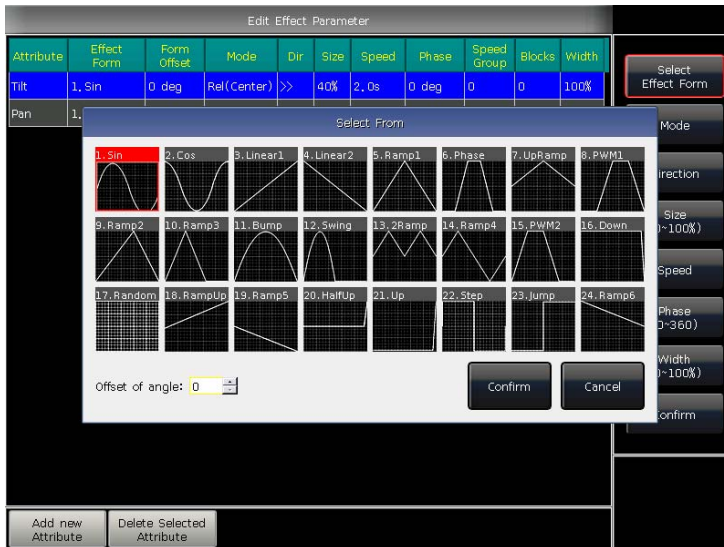 Edit Effect Parameter
Attribute Effect Form Form Offset Mode Dir Size Speed Phase Speed Group Blocks Width
Tilt 1.Sin 0 deg Rel(Center) >> 40% 2.0s 0 deg 0 0 100%
Pan 1.
Select From
1.Sin 2.Cos 3.Linear1 4.Linear2 5.Ramp1 6.Phase 7.UpRamp 8.PWM1
9.Ramp2 10.Ramp3 11.Bump 12.Swing 13.2Ramp 14.Ramp4 15.PWM2 16.Down
17.Random 18.RampUp 19.Ramp5 20.HalfUp 21.Up 22.Step 23.Jump 24.Ramp6
Offset of angle: 0
Confirm Cancel
Select
Effect Form
Mode
irection
Size
~100%)
Speed
Phase
~360)
Width
~100%)
onfirm
Add new
Attribute
Delete Selected
Attribute